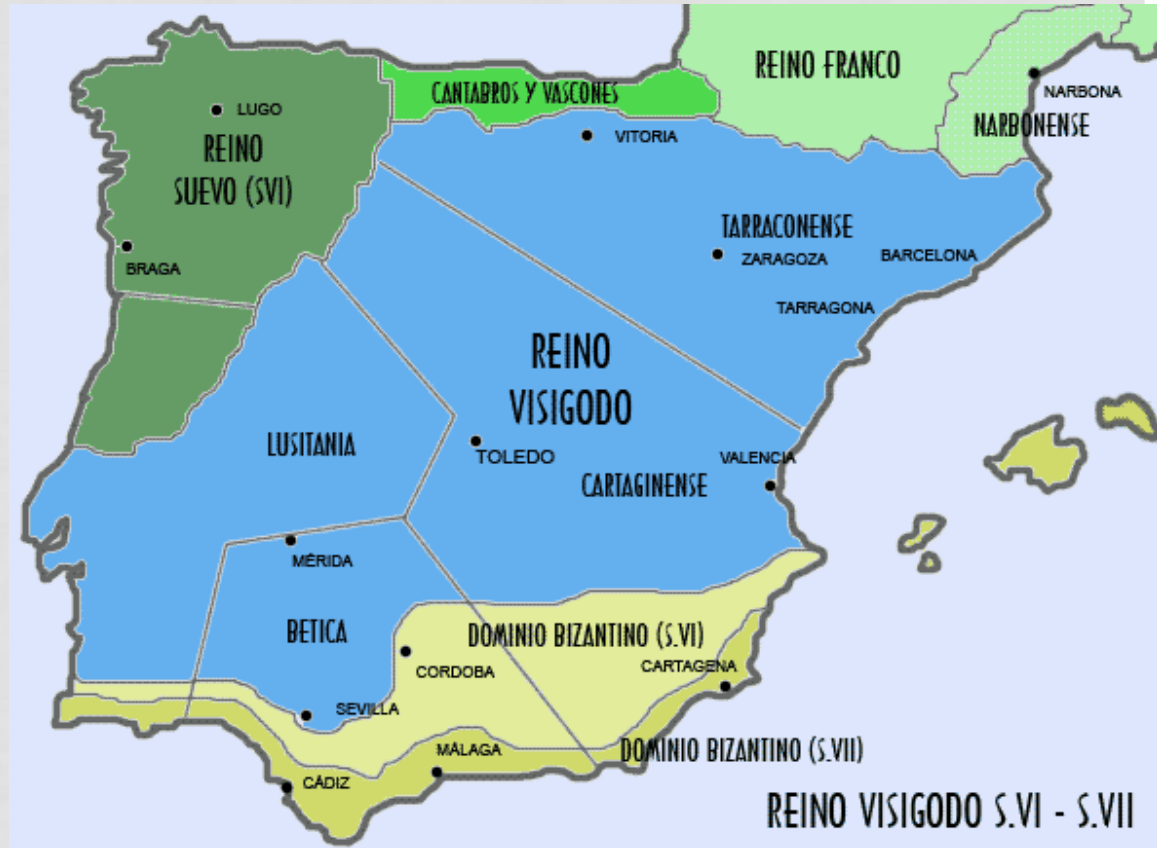 REINO FRANCO
CANTABROS Y VASCONES
NARBONA
LUGO
NARBONENSE
VITORIA
REINO
SUEVO (SVI)
TARRACONENSE
ZARAGOZA
BARCELONA
BRAGA
TARRAGONA
REINO
VISIGODO
LUSITANIA
TOLEDO
VALENCIA
CARTAGINENSE
MÉRIDA
BETICA
DOMINIO BIZANTINO (S.VI)
CORDOBA
CARTAGENA
SEVILLA
MÁLAGA
DOMINIO BIZANTINO (S.VII)
CÁDIZ
REINO VISIGODO S.VI - S.VII